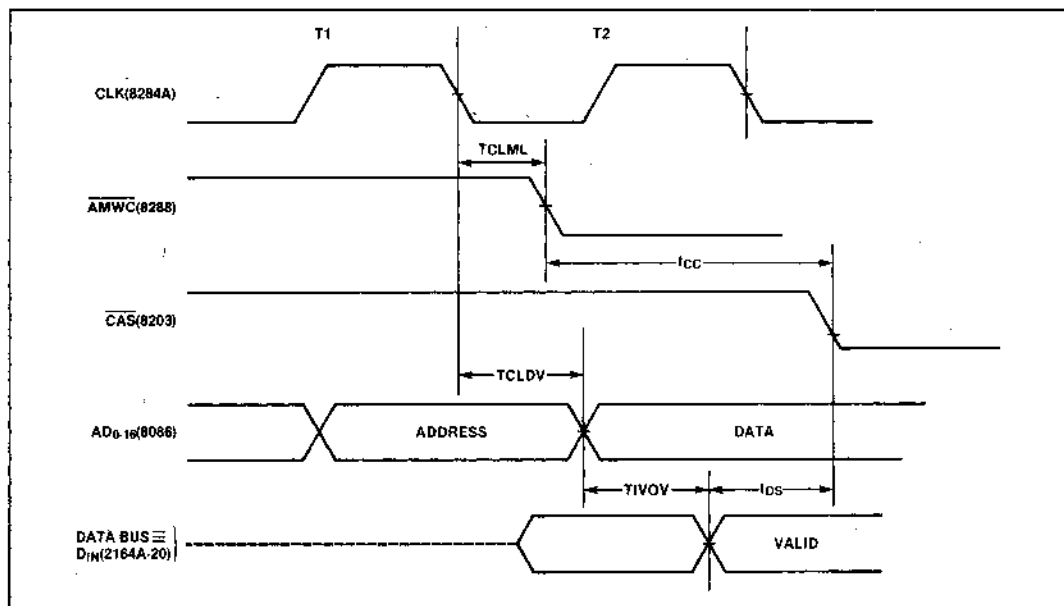 T1 T2
CLK(8284A)
TCLML
AMWC(8288)
tCC
CAS(8203)
TCLDV
AD0-16(8086)
ADDRESS DATA
TIVOV tDS
DATA BUS ≡
DIN(2164A-20)
VALID